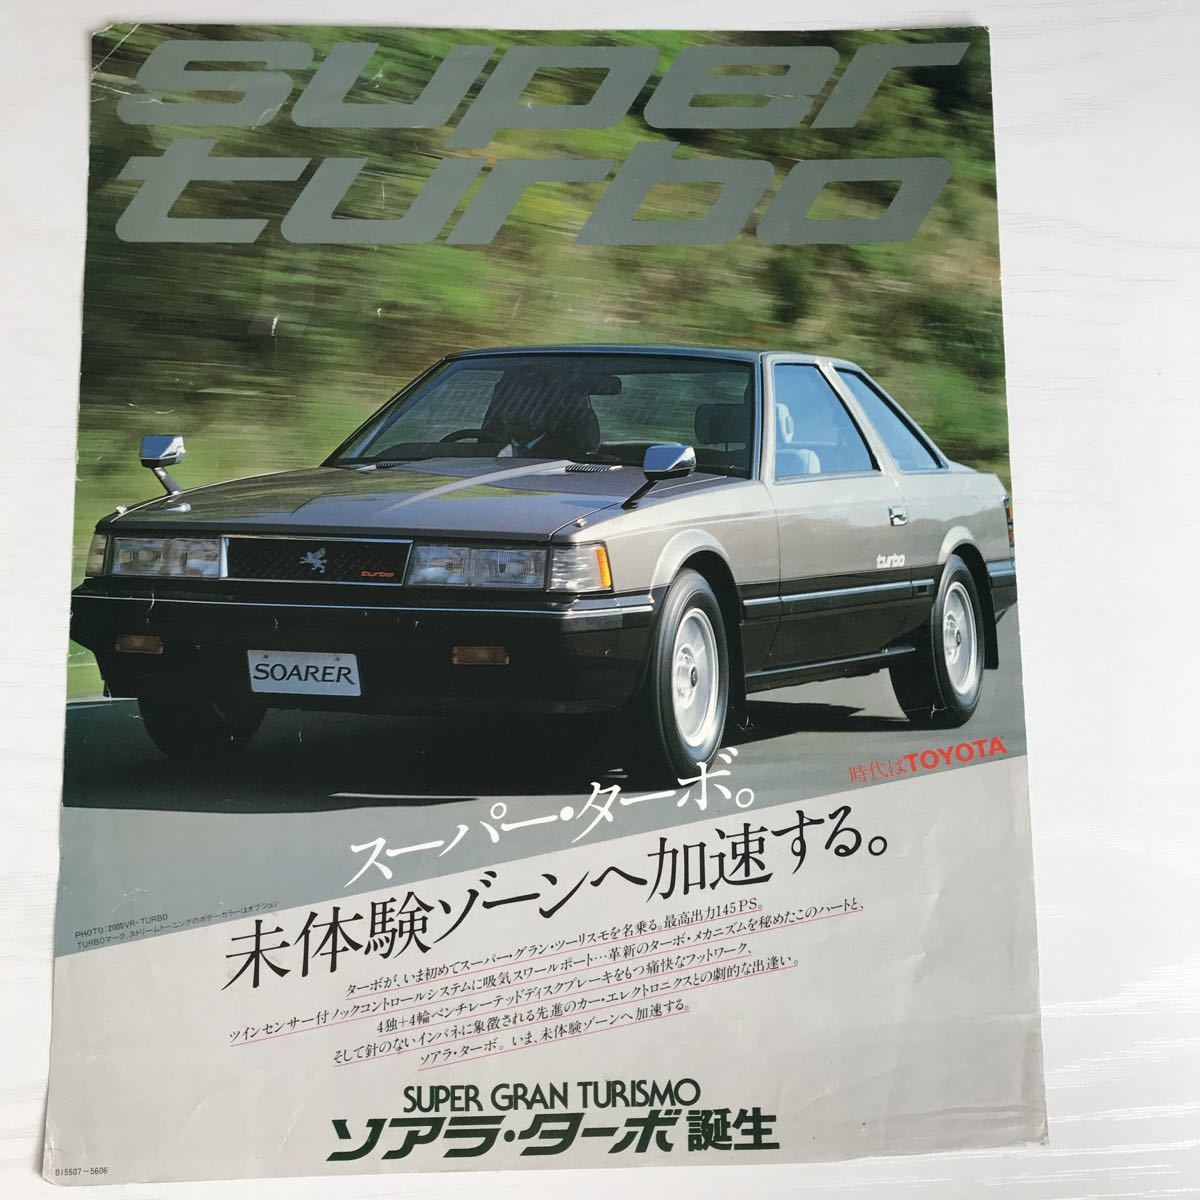 super
turbo
turbo
turbo
SOARER
時代はTOYOTA
スーパー・ターボ。
未体験ゾーンへ加速する。
PHOTO:2000VR-TURBO
TURBOマーク、ストリームトーニングのボデーカラーはオプション
ターボが、いま初めてスーパー・グラン・ツーリスモを名乗る。最高出力145PS。
ツインセンサー付ノックコントロールシステムに吸気スワールポート…革新のターボ・メカニズムを秘めたこのハートと、
4独+4輪ベンチレーテッドディスクブレーキをもつ痛快なフットワーク、
そして針のないインパネに象徴される先進のカー・エレクトロニクスとの劇的な出逢い。
ソアラ・ターボ。いま、未体験ゾーンへ加速する。
SUPER GRAN TURISMO
ソアラ・ターボ誕生
015507-5606